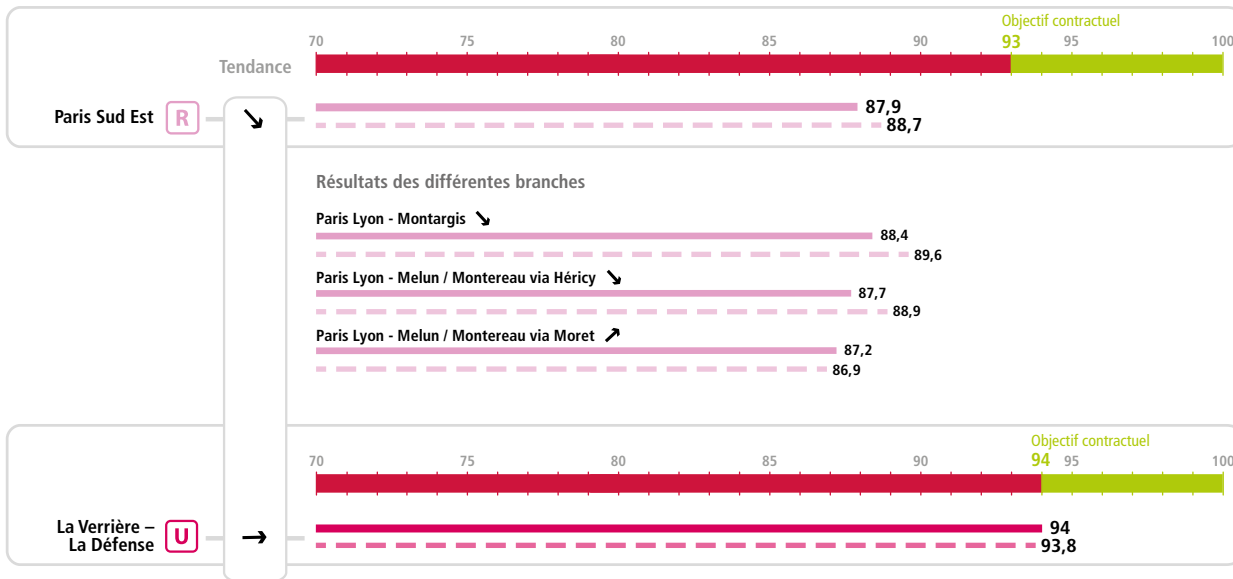 Objectif contractuel
70 75 80 85 90 93 95 100
Tendance
Paris Sud Est R
87,9
88,7
Résultats des différentes branches
Paris Lyon - Montargis
88,4
89,6
Paris Lyon - Melun / Montereau via Héricy
87,7
88,9
Paris Lyon - Melun / Montereau via Moret
87,2
86,9
Objectif contractuel
70 75 80 85 90 94 95 100
La Verrière –
La Défense U
94
93,8